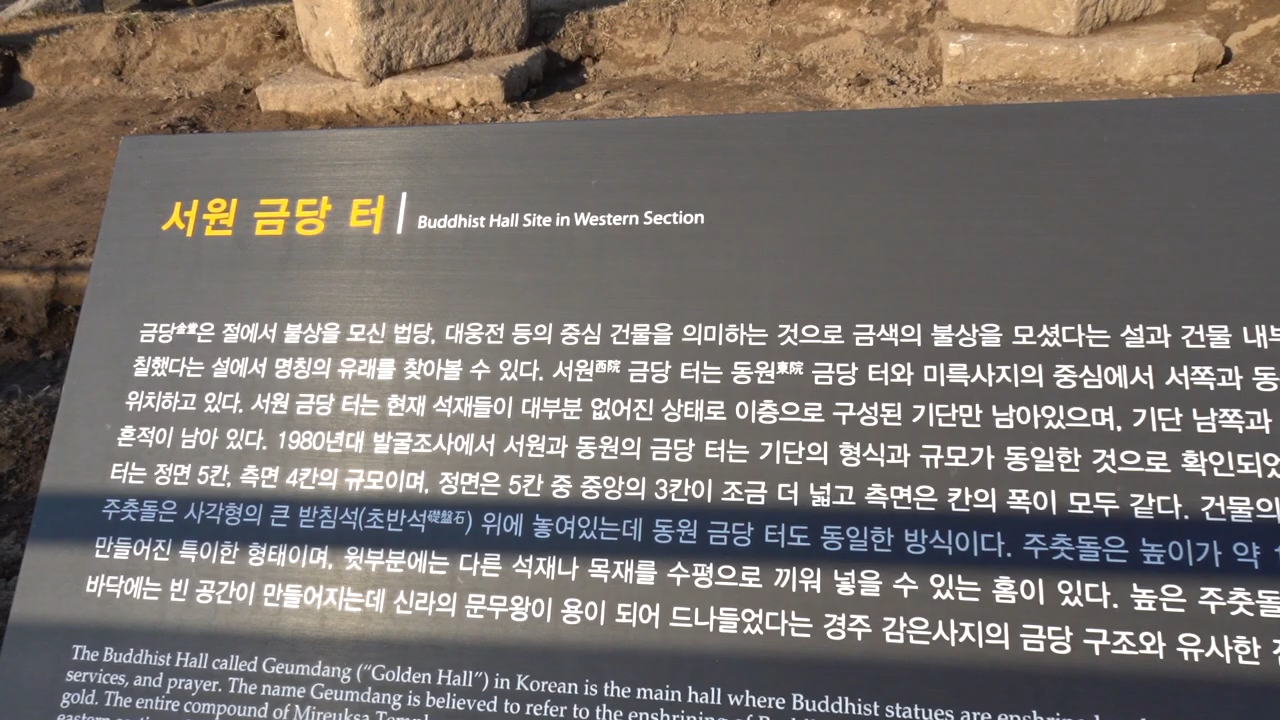 서원 금당 터 | Buddhist Hall Site in Western Section
금당金堂은 절에서 불상을 모신 법당, 대웅전 등의 중심 건물을 의미하는 것으로 금색의 불상을 모셨다는 설과 건물 내부
칠했다는 설에서 명칭의 유래를 찾아볼 수 있다. 서원西院 금당 터는 동원東院 금당 터와 미륵사지의 중심에서 서쪽과 동
위치하고 있다. 서원 금당 터는 현재 석재들이 대부분 없어진 상태로 이층으로 구성된 기단만 남아있으며, 기단 남쪽과
흔적이 남아 있다. 1980년대 발굴조사에서 서원과 동원의 금당 터는 기단의 형식과 규모가 동일한 것으로 확인되었
터는 정면 5칸, 측면 4칸의 규모이며, 정면은 5칸 중 중앙의 3칸이 조금 더 넓고 측면은 칸의 폭이 모두 같다. 건물의
주춧돌은 사각형의 큰 받침석(초반석礎盤石) 위에 놓여있는데 동원 금당 터도 동일한 방식이다. 주춧돌은 높이가 약
만들어진 특이한 형태이며, 윗부분에는 다른 석재나 목재를 수평으로 끼워 넣을 수 있는 홈이 있다. 높은 주춧돌
바닥에는 빈 공간이 만들어지는데 신라의 문무왕이 용이 되어 드나들었다는 경주 감은사지의 금당 구조와 유사한
The Buddhist Hall called Geumdang (“Golden Hall”) in Korean is the main hall where Buddhist statues are enshrined
services, and prayer. The name Geumdang is believed to refer to the enshrining of
gold. The entire compound of Mireuksa